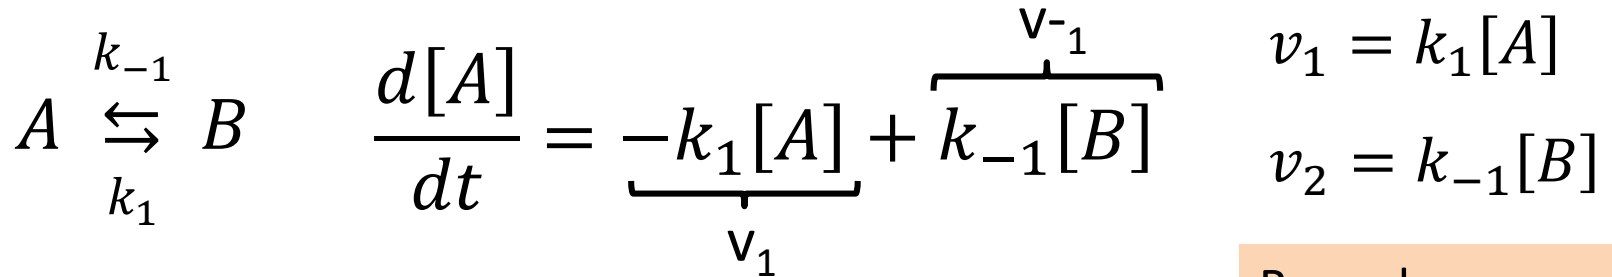 A ⇆ B
k₋₁
k₁
d[A]/dt = −k₁[A] + k₋₁[B]
v₁
v-₁
v₁ = k₁[A]
v₂ = k₋₁[B]